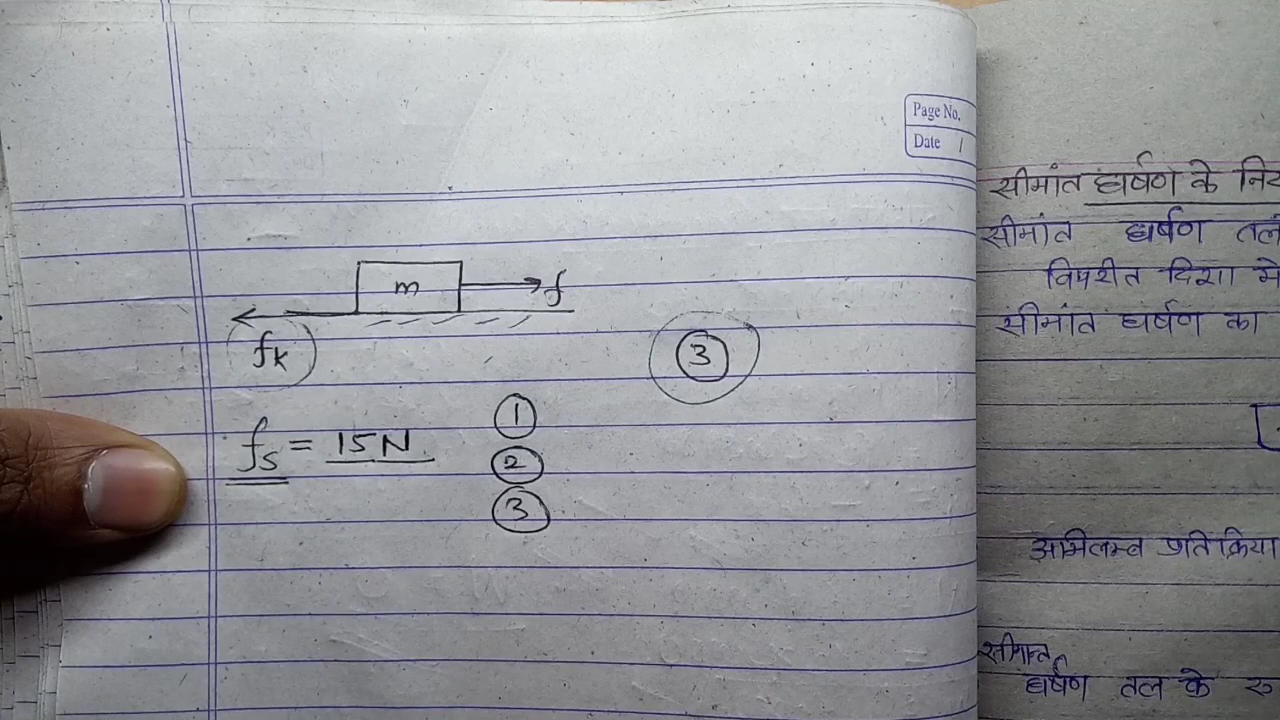 Page No.
Date
m
f
fk
3
fs = 15N
1
2
3
सीमांत घर्षण के
सीमांत घर्षण
विपरीत दिशा में
सीमांत घर्षण का
अभिलम्ब प्रतिक्रिया
सीमान्त
घर्षण तल के